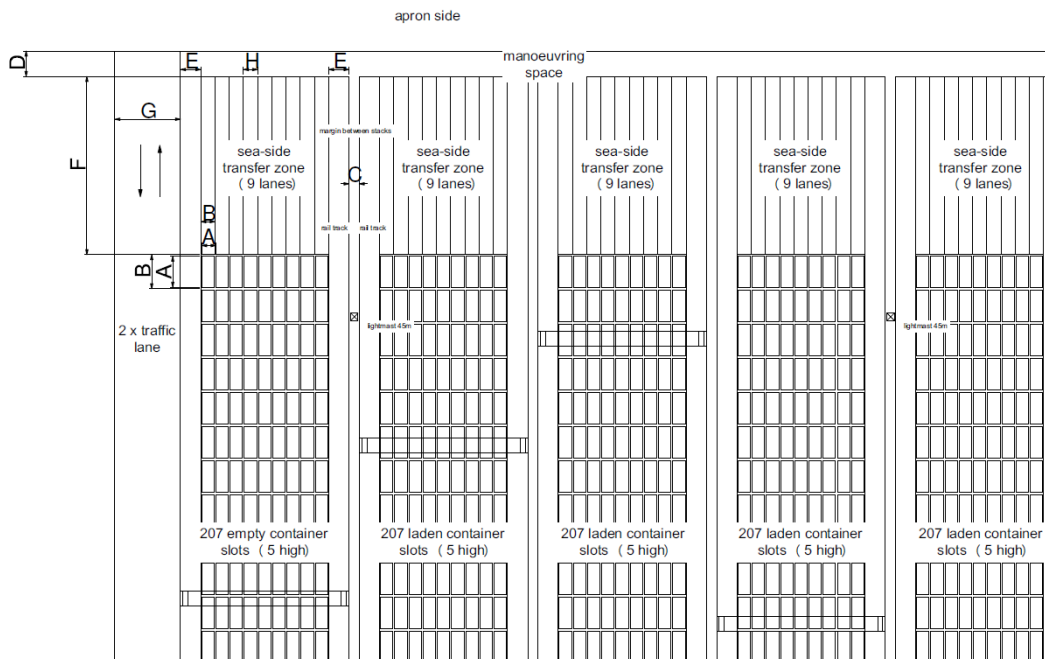 apron side
D
E
H
E
manoeuvring
space
G
F
margin between stacks
sea-side
transfer zone
( 9 lanes)
sea-side
transfer zone
( 9 lanes)
sea-side
transfer zone
( 9 lanes)
sea-side
transfer zone
( 9 lanes)
sea-side
transfer zone
( 9 lanes)
C
B
A
rail track
rail track
B
A
2 x traffic
lane
lightmast 45m
lightmast 45m
207 empty container
slots ( 5 high)
207 laden container
slots ( 5 high)
207 laden container
slots ( 5 high)
207 laden container
slots ( 5 high)
207 laden container
slots ( 5 high)